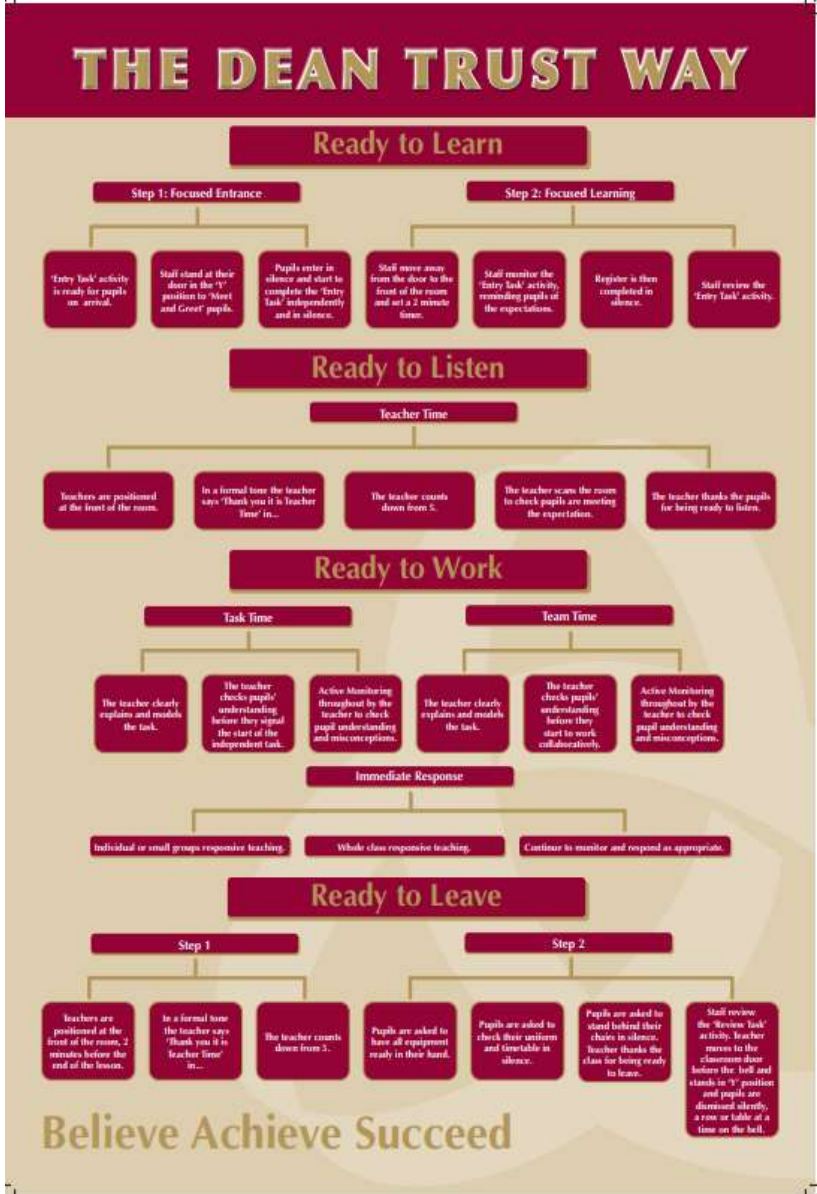 THE DEAN TRUST WAY
Ready to Learn
Step 1: Focused Entrance
'Entry Task' activity
is ready for pupils
on arrival.
Staff stand at their
door in the 'Y'
position to 'Meet
and Greet' pupils.
Pupils enter in
silence and start to
complete the 'Entry
Task' independently
and in silence.
Step 2: Focused Learning
Staff move away
from the door to the
front of the room
and set a 2 minute
timer.
Staff monitor the
'Entry Task' activity,
reminding pupils of
the expectations.
Register is then
completed in
silence.
Staff review the
'Entry Task' activity.
Ready to Listen
Teacher Time
Teachers are positioned
at the front of the room.
In a formal tone the teacher
says 'Thank you it is Teacher
Time' in...
The teacher counts
down from 5.
The teacher scans the room
to check pupils are meeting
the expectation.
The teacher thanks the pupils
for being ready to listen.
Ready to Work
Task Time
The teacher clearly
explains and models
the task.
The teacher
checks pupils'
understanding
before they signal
the start of the
independent task.
Active Monitoring
throughout by the
teacher to check
pupil understanding
and misconceptions.
Team Time
The teacher clearly
explains and models
the task.
The teacher
checks pupils'
understanding
before they
start to work
collaboratively.
Active Monitoring
throughout by the
teacher to check
pupil understanding
and misconceptions.
Immediate Response
Individual or small groups responsive teaching.
Whole class responsive teaching.
Continue to monitor and respond as appropriate.
Ready to Leave
Step 1
Teachers are
positioned at the
front of the room, 2
minutes before the
end of the lesson.
In a formal tone
the teacher says
'Thank you it is
Teacher Time'
in...
The teacher counts
down from 5.
Step 2
Pupils are asked to
have all equipment
ready in their hand.
Pupils are asked to
check their uniform
and timetable in
silence.
Pupils are asked to
stand behind their
chairs in silence.
Teacher thanks the
class for being ready
to leave.
Staff review
the 'Review Task'
activity. Teacher
moves to the
classroom door
before the bell and
stands in 'Y' position
and pupils are
dismissed silently,
a row or table at a
time on the bell.
Believe Achieve Succeed